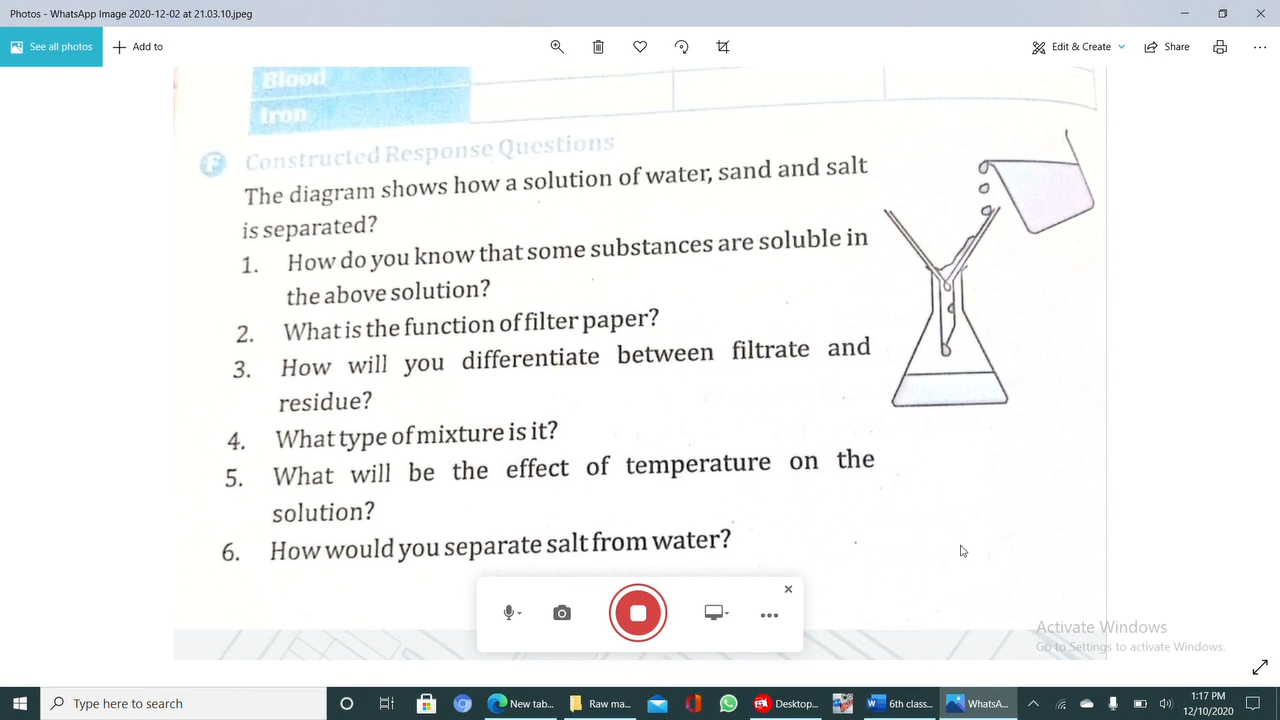 Photos - WhatsApp Image 2020-12-02 at 21.03.10.jpeg
See all photos
Add to
Edit & Create
Share
Blood
Iron
F Constructed Response Questions
The diagram shows how a solution of water, sand and salt
is separated?
1. How do you know that some substances are soluble in
the above solution?
2. What is the function of filter paper?
3. How will you differentiate between filtrate and
residue?
4. What type of mixture is it?
5. What will be the effect of temperature on the
solution?
6. How would you separate salt from water?
Activate Windows
Go to Settings to activate Windows.
Type here to search
New tab...
Raw ma...
Desktop...
6th class...
WhatsA...
1:17 PM
12/10/2020